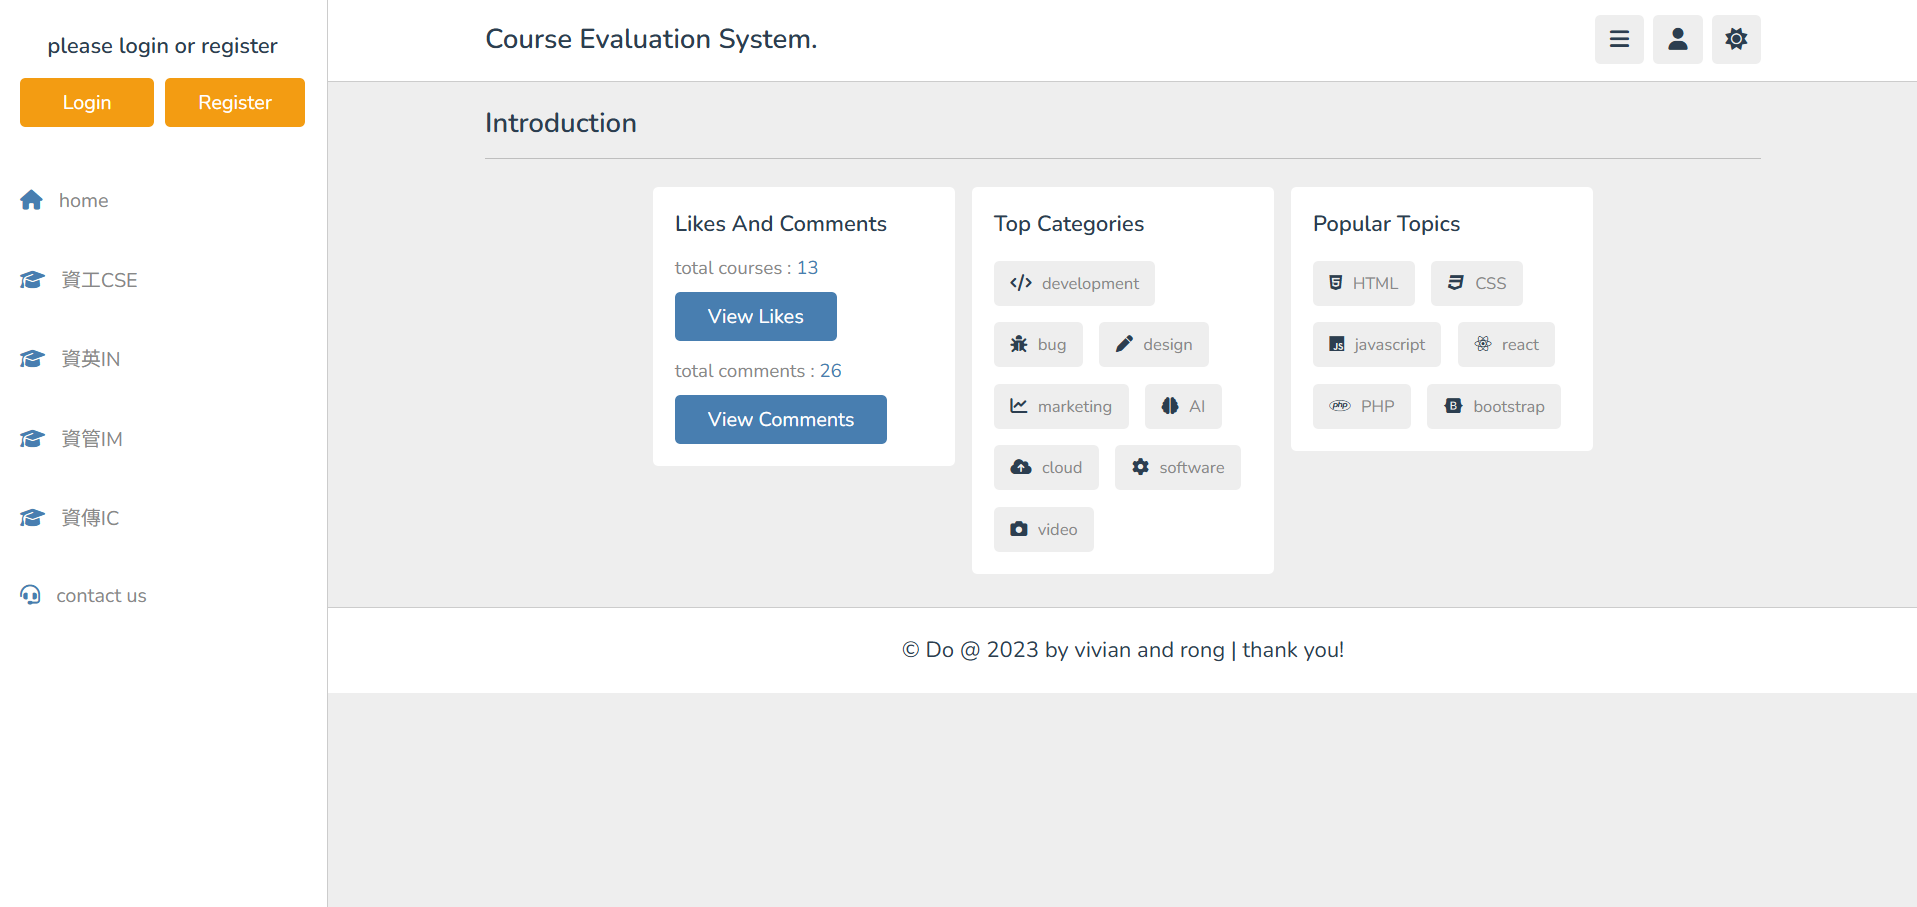 please login or register
Login
Register
home
資工CSE
資英IN
資管IM
資傳IC
contact us
Course Evaluation System.
Introduction
Likes And Comments
total courses : 13
View Likes
total comments : 26
View Comments
Top Categories
development
bug
design
marketing
AI
cloud
software
video
Popular Topics
HTML
CSS
JS javascript
react
php PHP
B bootstrap
© Do @ 2023 by vivian and rong | thank you!